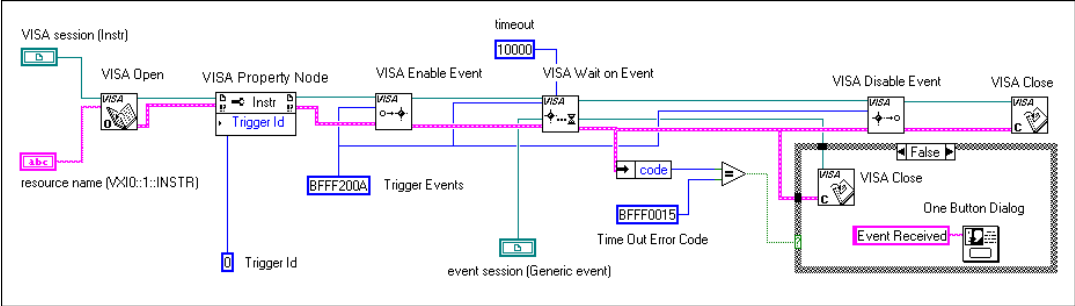 timeout
VISA session (Instr)
10000
VISA Open
VISA Property Node
VISA Enable Event
VISA Wait on Event
VISA Disable Event
VISA Close
VISA
O
Instr
Trigger Id
VISA
VISA
VISA
VISA
C
False
abc
resource name (VXI0::1::INSTR)
BFFF200A
Trigger Events
code
=
VISA
C
VISA Close
BFFF0015
Time Out Error Code
One Button Dialog
Event Received
?
0
Trigger Id
event session (Generic event)